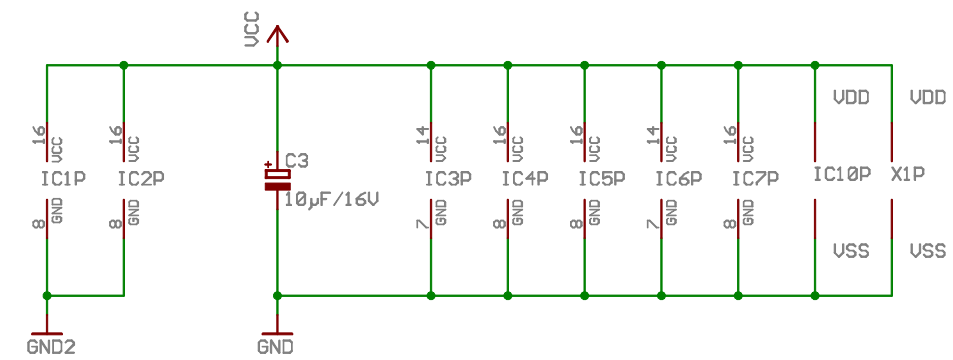 VCC
VDD
VDD
16
VCC
16
VCC
14
VCC
16
VCC
16
VCC
14
VCC
16
VCC
C3
+
IC1P
IC2P
IC3P
IC4P
IC5P
IC6P
IC7P
IC10P
X1P
10µF/16V
8
GND
8
GND
7
GND
8
GND
8
GND
7
GND
8
GND
VSS
VSS
GND2
GND